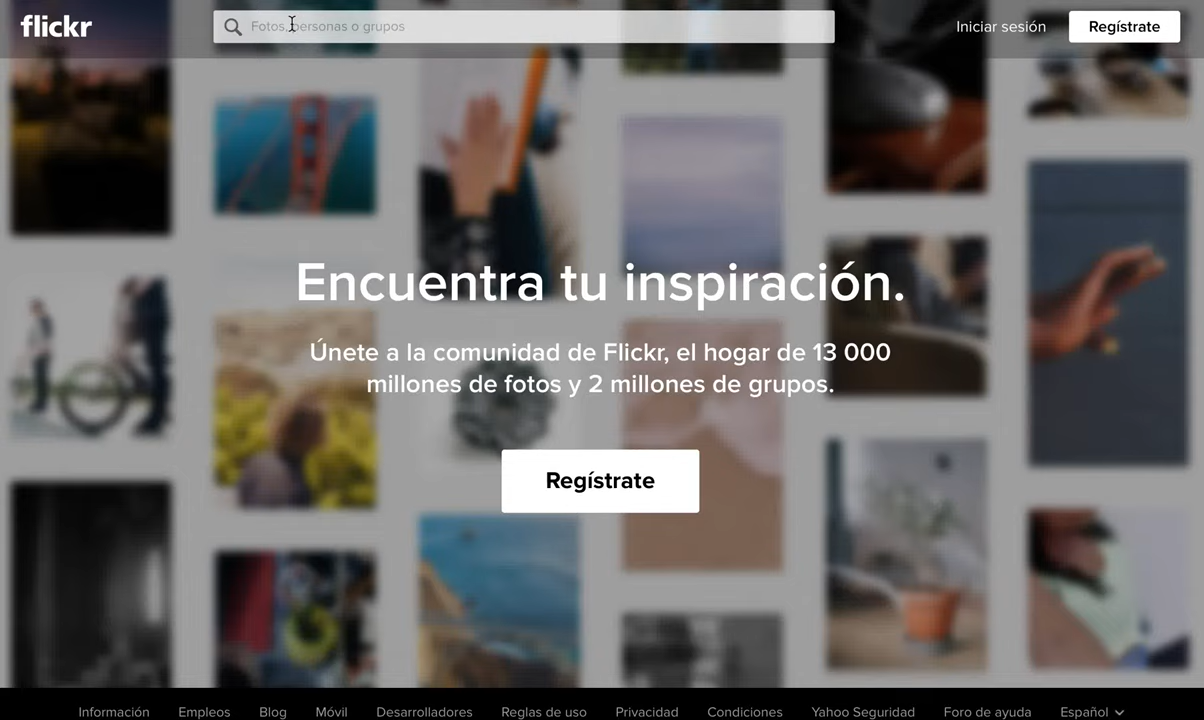 flickr
Fotos, personas o grupos
Iniciar sesión
Regístrate
Encuentra tu inspiración.
Únete a la comunidad de Flickr, el hogar de 13 000
millones de fotos y 2 millones de grupos.
Regístrate
Información Empleos Blog Móvil Desarrolladores Reglas de uso Privacidad Condiciones Yahoo Seguridad Foro de ayuda Español